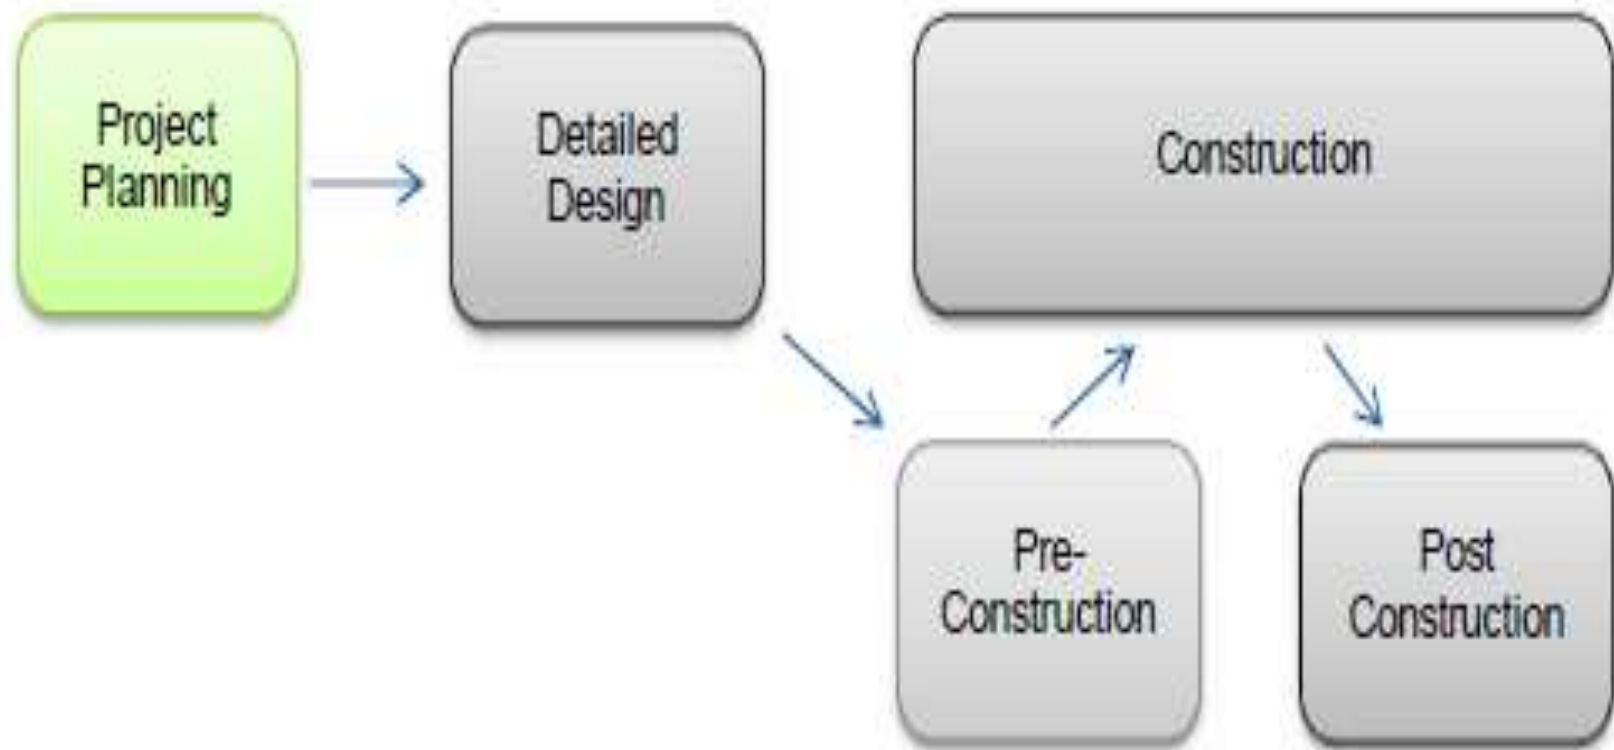 Project
Planning
Detailed
Design
Construction
Pre-
Construction
Post
Construction